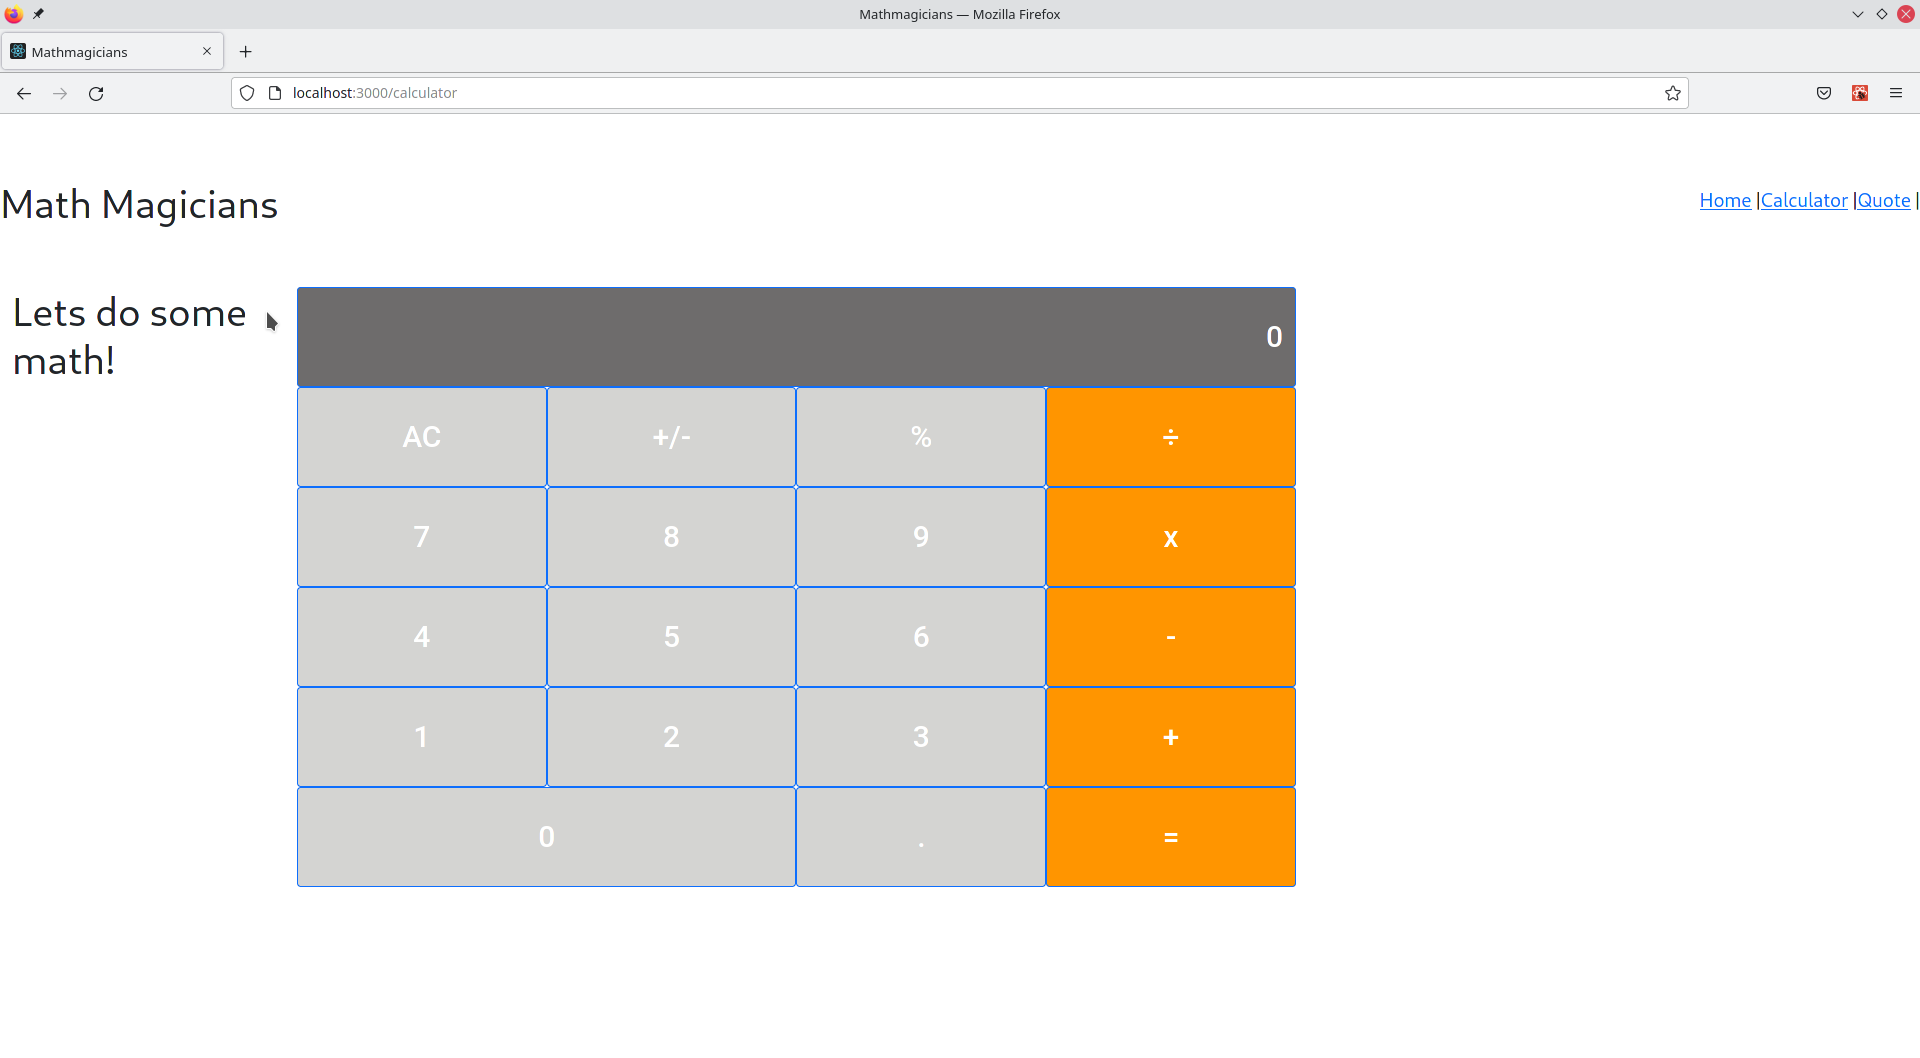 Mathmagicians — Mozilla Firefox
Mathmagicians
localhost:3000/calculator
Math Magicians
Home |Calculator |Quote |
Lets do some
math!
0
AC +/- % ÷
7 8 9 x
4 5 6 -
1 2 3 +
0 . =